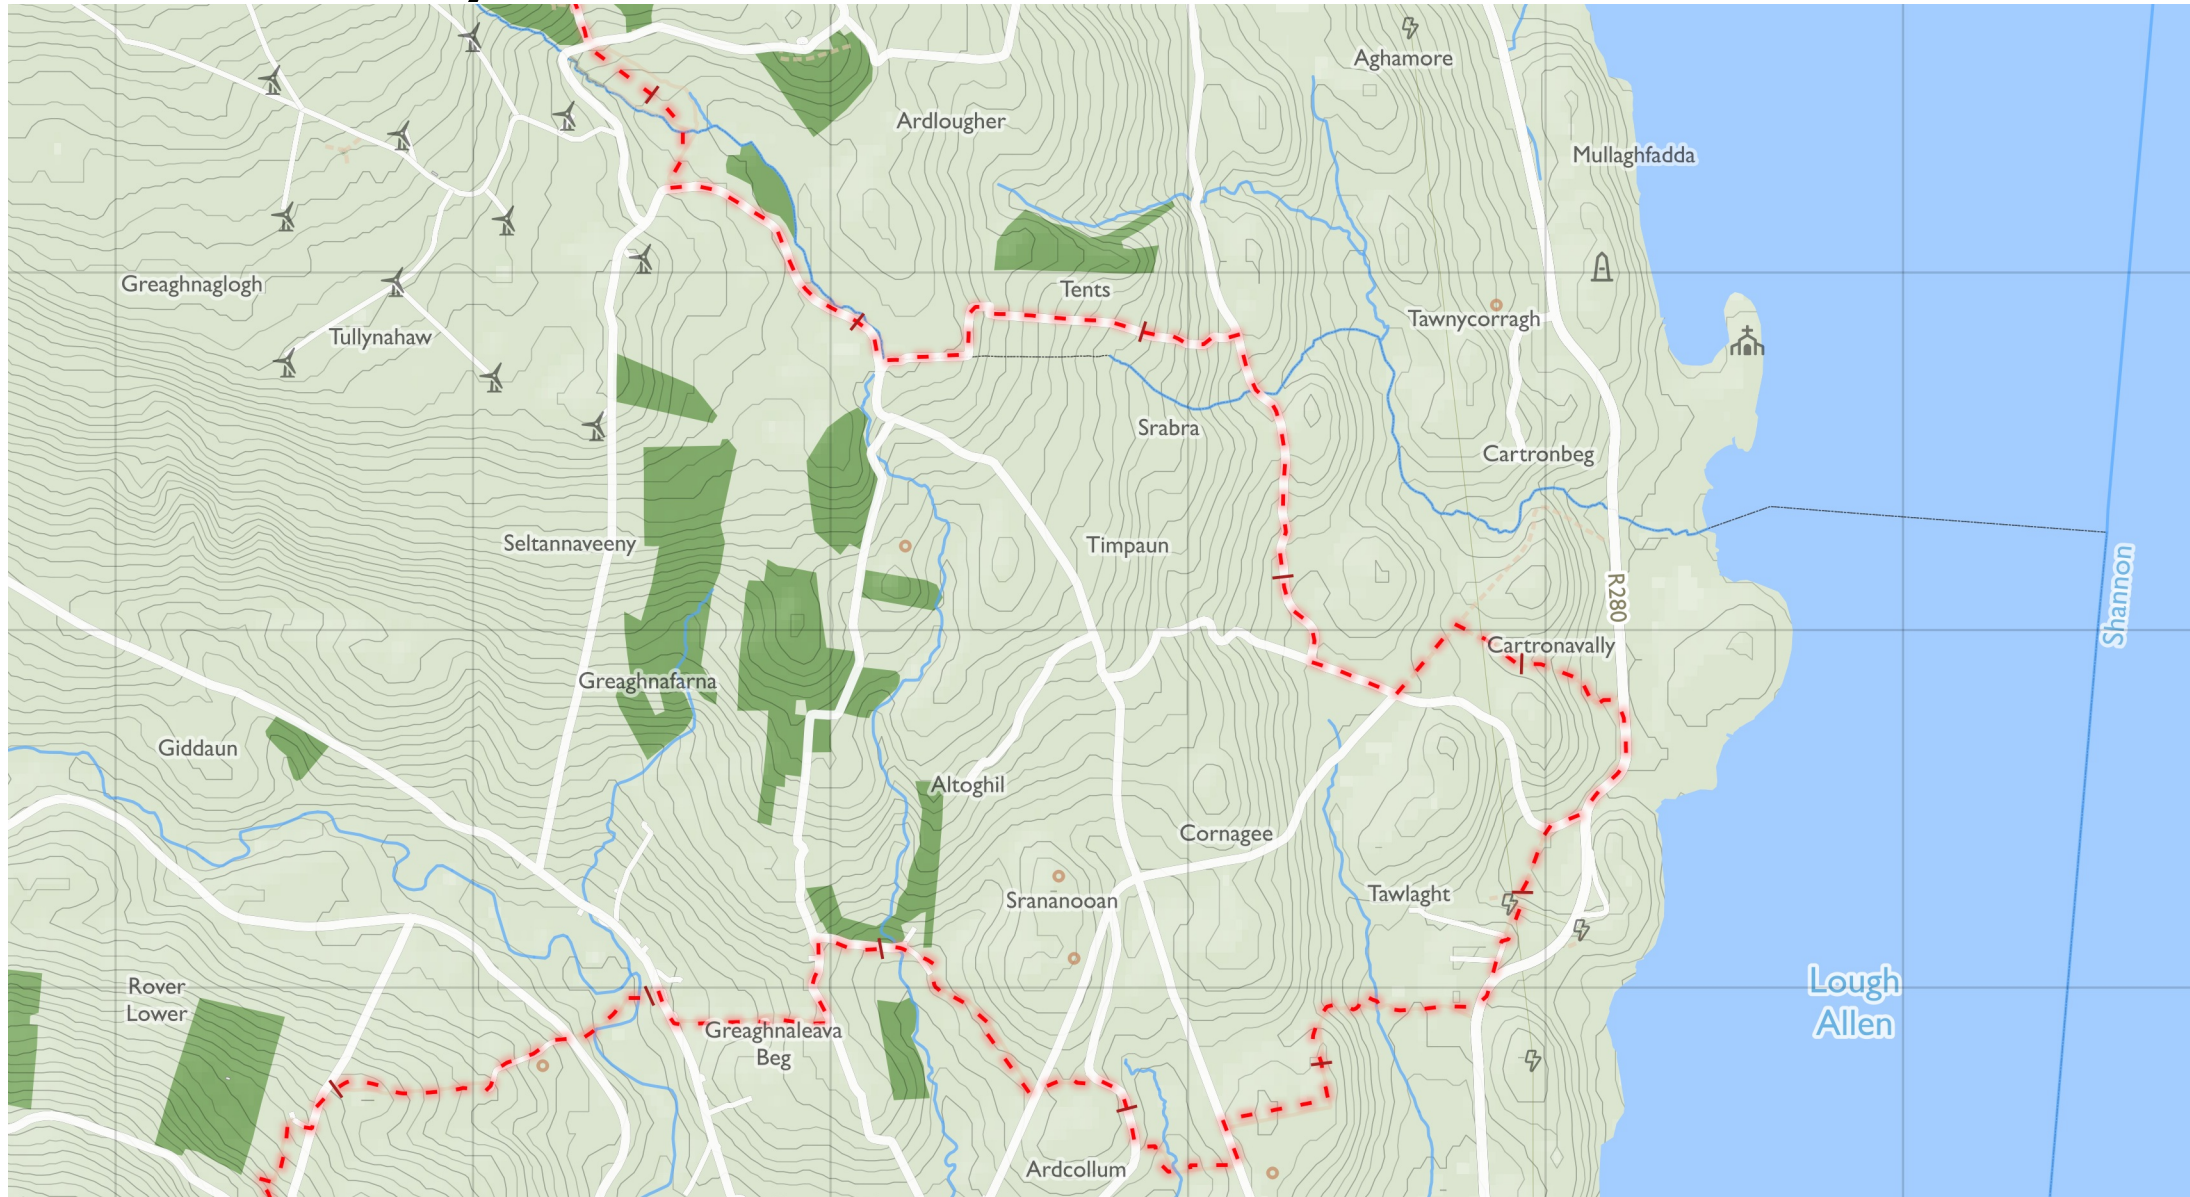 Aghamore
Ardlougher
Mullaghfadda
Greaghnaglogh
Tents
Tawnycorragh
Tullynahaw
Srabra
Cartronbeg
Seltannaveeny
Timpaun
R280
Shannon
Cartronavally
Greaghnafarna
Giddaun
Altoghil
Cornagee
Tawlaght
Srananooan
Rover
Lower
Lough
Allen
Greaghnaleava
Beg
Ardcollum